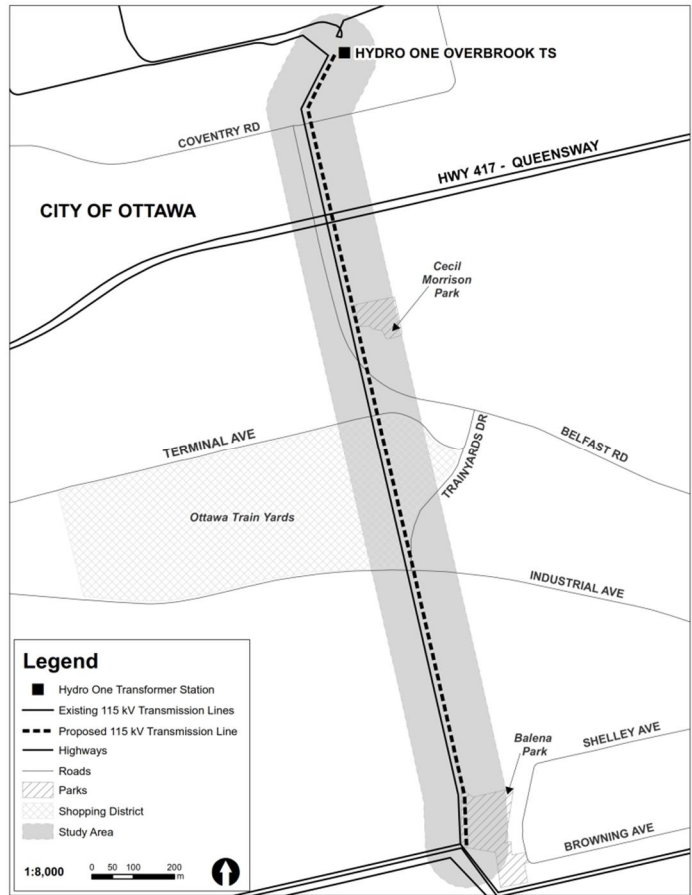 HYDRO ONE OVERBROOK TS
COVENTRY RD
HWY 417 - QUEENSWAY
CITY OF OTTAWA
Cecil
Morrison
Park
TERMINAL AVE
TRAINYARDS DR
BELFAST RD
Ottawa Train Yards
INDUSTRIAL AVE
Legend
Hydro One Transformer Station
Existing 115 kV Transmission Lines
Proposed 115 kV Transmission Line
Highways
Roads
Parks
Shopping District
Study Area
1:8,000
0 50 100 200
m
Balena
Park
SHELLEY AVE
BROWNING AVE